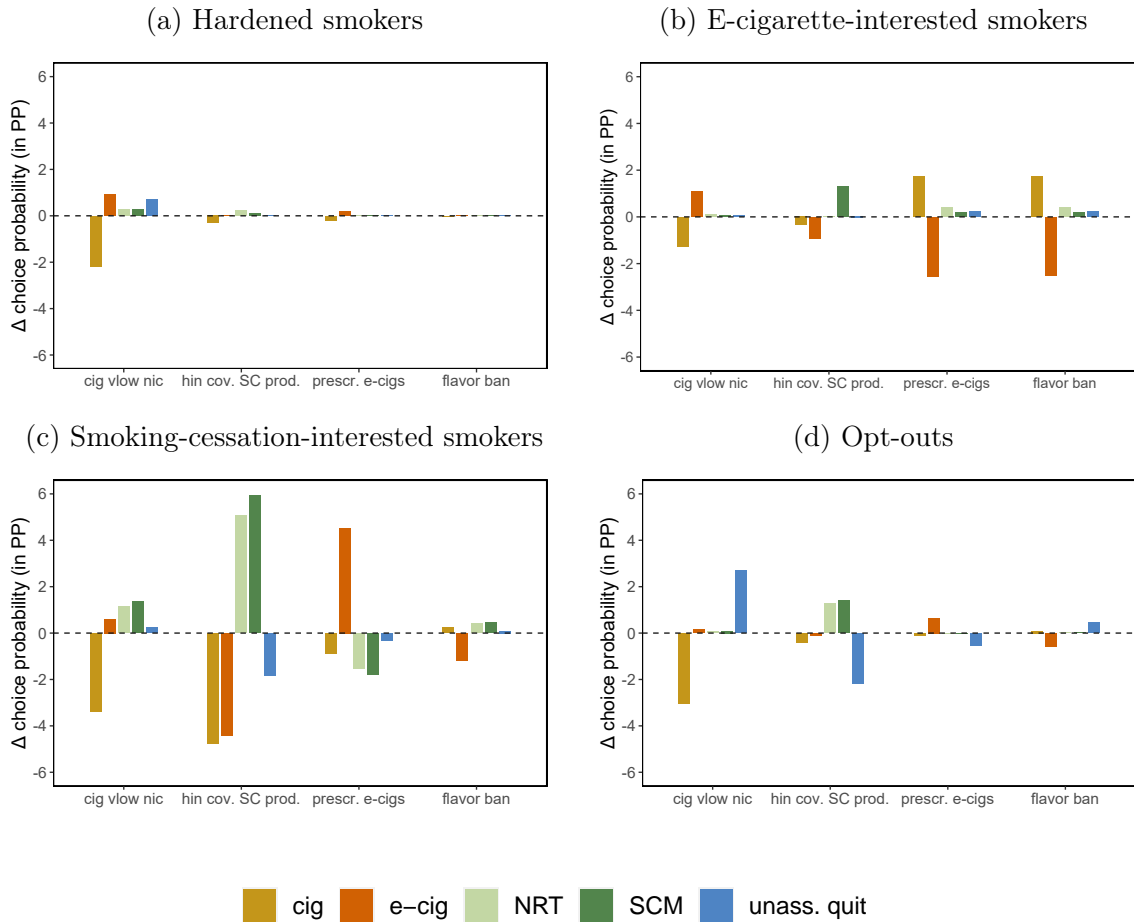 (a) Hardened smokers
Δ choice probability (in PP)
6
4
2
0
-2
-4
-6
cig vlow nic hin cov. SC prod. prescr. e-cigs flavor ban
(b) E-cigarette-interested smokers
Δ choice probability (in PP)
6
4
2
0
-2
-4
-6
cig vlow nic hin cov. SC prod. prescr. e-cigs flavor ban
(c) Smoking-cessation-interested smokers
Δ choice probability (in PP)
6
4
2
0
-2
-4
-6
cig vlow nic hin cov. SC prod. prescr. e-cigs flavor ban
(d) Opt-outs
Δ choice probability (in PP)
6
4
2
0
-2
-4
-6
cig vlow nic hin cov. SC prod. prescr. e-cigs flavor ban
cig e-cig NRT SCM unass. quit